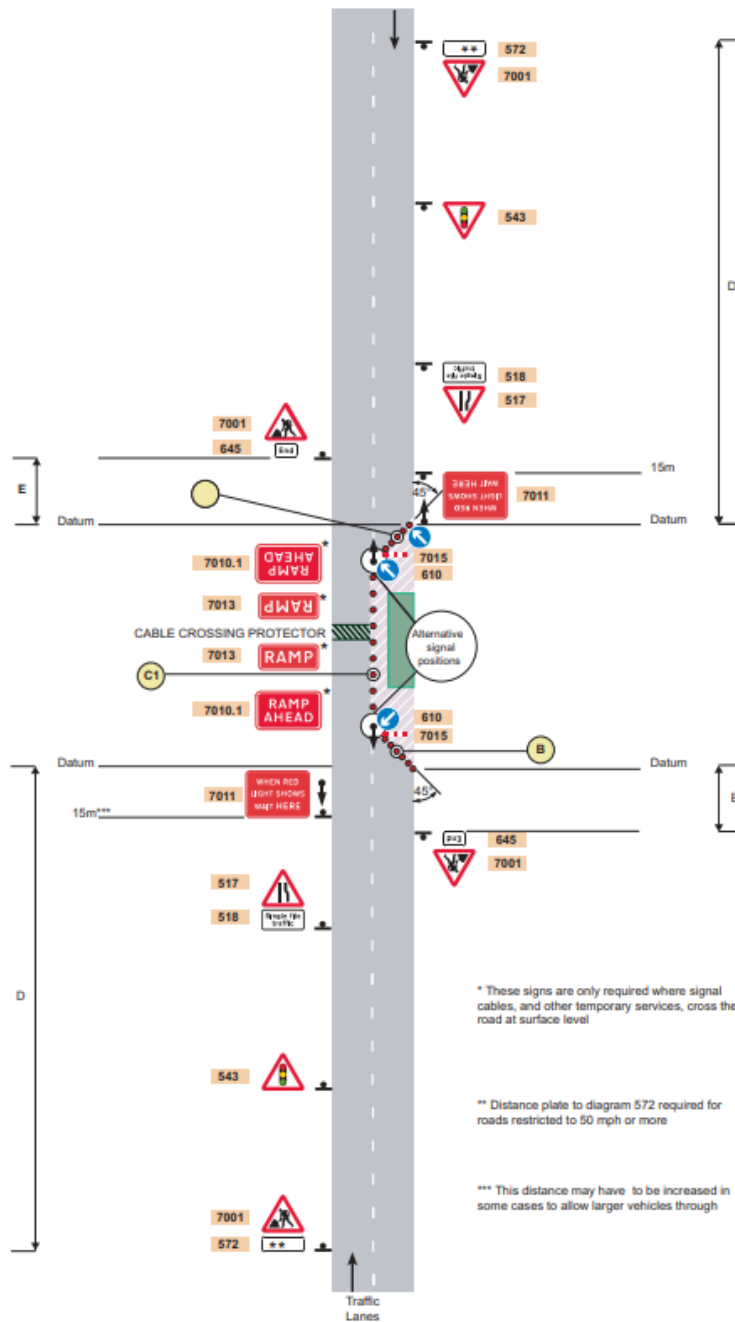 ** 572
7001
543
D
Single file
traffic
518
517
7001
645 End
E
15m
45°
WHEN RED
LIGHT SHOWS
WAIT HERE
7011
Datum
Datum
7010.1
RAMP
AHEAD
*
7015
610
7013
RAMP
*
CABLE CROSSING PROTECTOR
Alternative
signal
positions
7013
RAMP
*
C1
7010.1
RAMP
AHEAD
*
610
7015
B
Datum
Datum
7011
WHEN RED
LIGHT SHOWS
WAIT HERE
45°
15m***
E
End 645
7001
517
518
Single file
traffic
D
* These signs are only required where signal
cables, and other temporary services, cross the
road at surface level
543
** Distance plate to diagram 572 required for
roads restricted to 50 mph or more
*** This distance may have to be increased in
some cases to allow larger vehicles through
7001
572 **
Traffic
Lanes